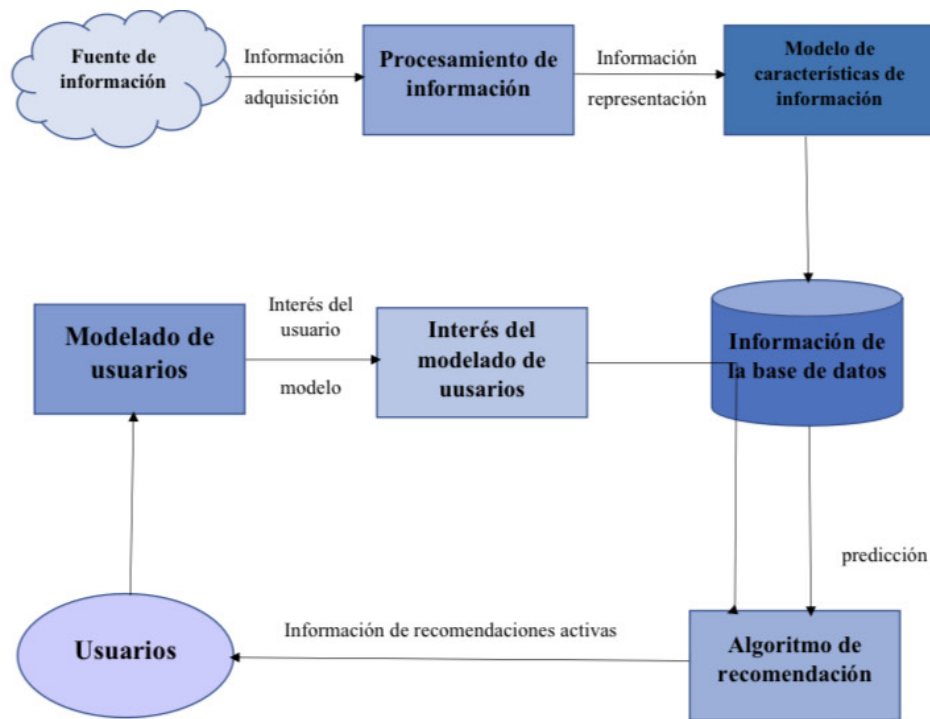 Fuente de
información
Información
adquisición
Procesamiento de
información
Información
representación
Modelo de
características de
información
Modelado de
usuarios
Interés del
usuario
modelo
Interés del
modelado de
uusarios
Información de
la base de datos
predicción
Usuarios
Información de recomendaciones activas
Algoritmo de
recomendación